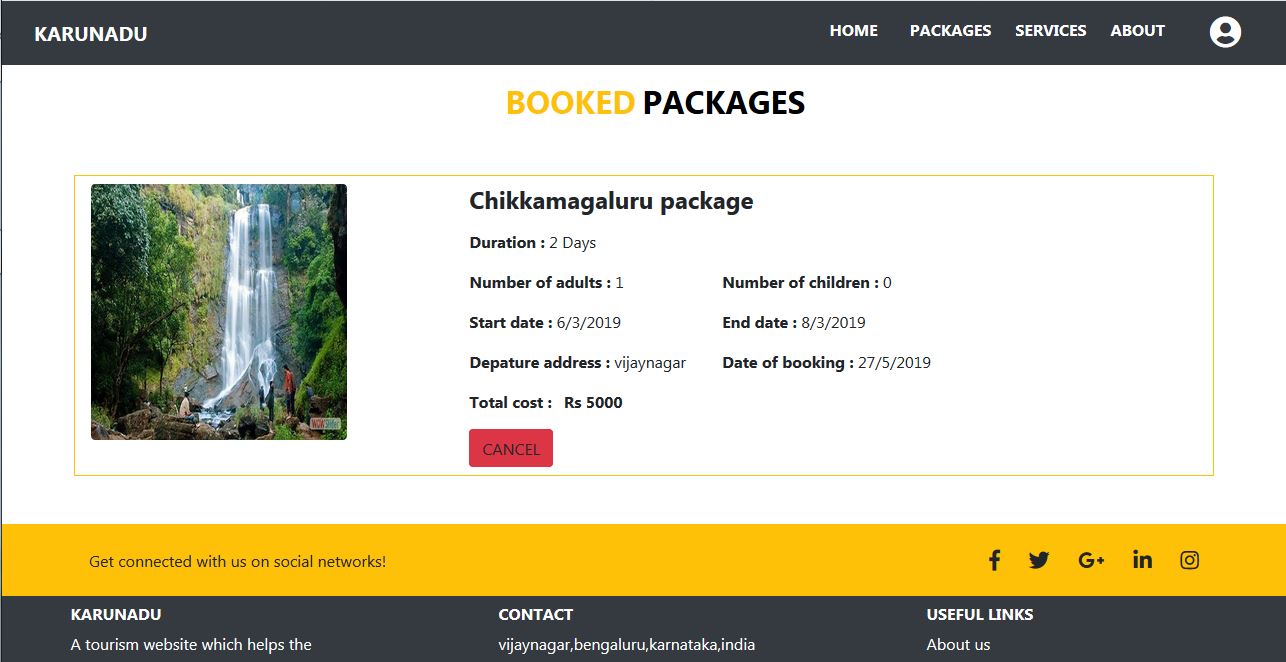 KARUNADU
HOME PACKAGES SERVICES ABOUT
BOOKED PACKAGES
Chikkamagaluru package
Duration : 2 Days
Number of adults : 1 Number of children : 0
Start date : 6/3/2019 End date : 8/3/2019
Depature address : vijaynagar Date of booking : 27/5/2019
Total cost : Rs 5000
CANCEL
Get connected with us on social networks!
KARUNADU
A tourism website which helps the
CONTACT
vijaynagar,bengaluru,karnataka,india
USEFUL LINKS
About us